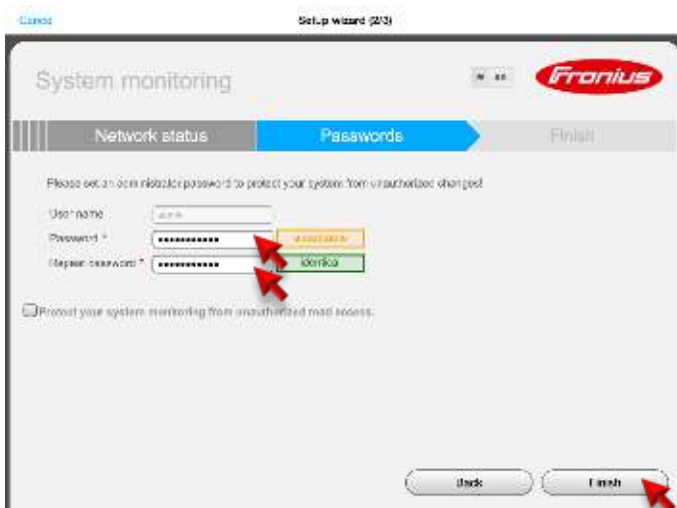 Cancel Setup wizard (2/3)
System monitoring
Fronius
Network status Passwords Finish
Please set an administrator password to protect your system from unauthorized changes!
User name admin
Password *
Repeat password * identical
Protect your system monitoring from unauthorized read access.
Back Finish